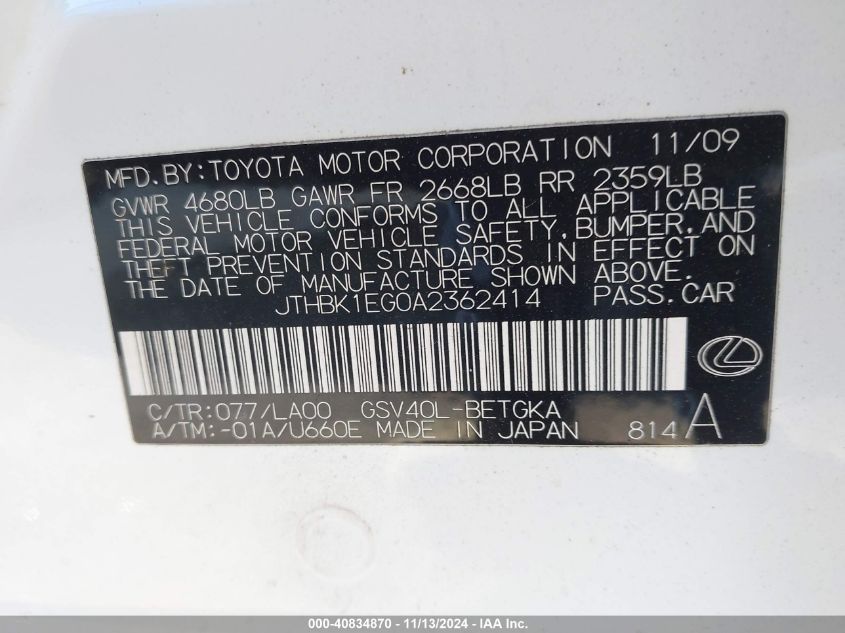 MFD. BY: TOYOTA MOTOR CORPORATION 11/09
GVWR 4680LB GAWR FR 2668LB RR 2359LB
THIS VEHICLE CONFORMS TO ALL APPLICABLE
FEDERAL MOTOR VEHICLE SAFETY, BUMPER, AND
THEFT PREVENTION STANDARDS IN EFFECT ON
THE DATE OF MANUFACTURE SHOWN ABOVE.
JTHBK1EG0A2362414 PASS. CAR
C/TR: 077/LA00 GSV40L-BETGKA
A/TM: -01A/U660E MADE IN JAPAN 814 A
000-40834870 - 11/13/2024 - IAA Inc.